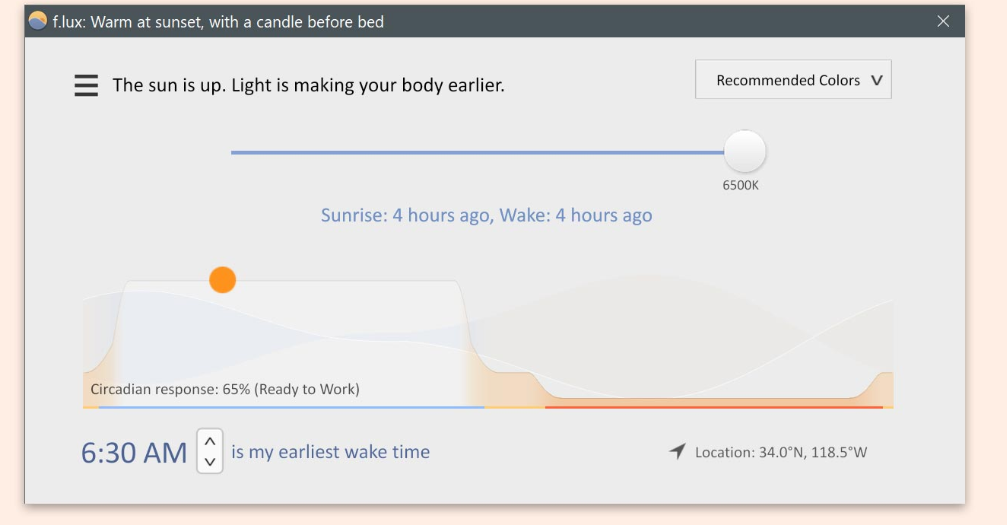 f.lux: Warm at sunset, with a candle before bed
The sun is up. Light is making your body earlier.
Recommended Colors
6500K
Sunrise: 4 hours ago, Wake: 4 hours ago
Circadian response: 65% (Ready to Work)
6:30 AM is my earliest wake time
Location: 34.0°N, 118.5°W